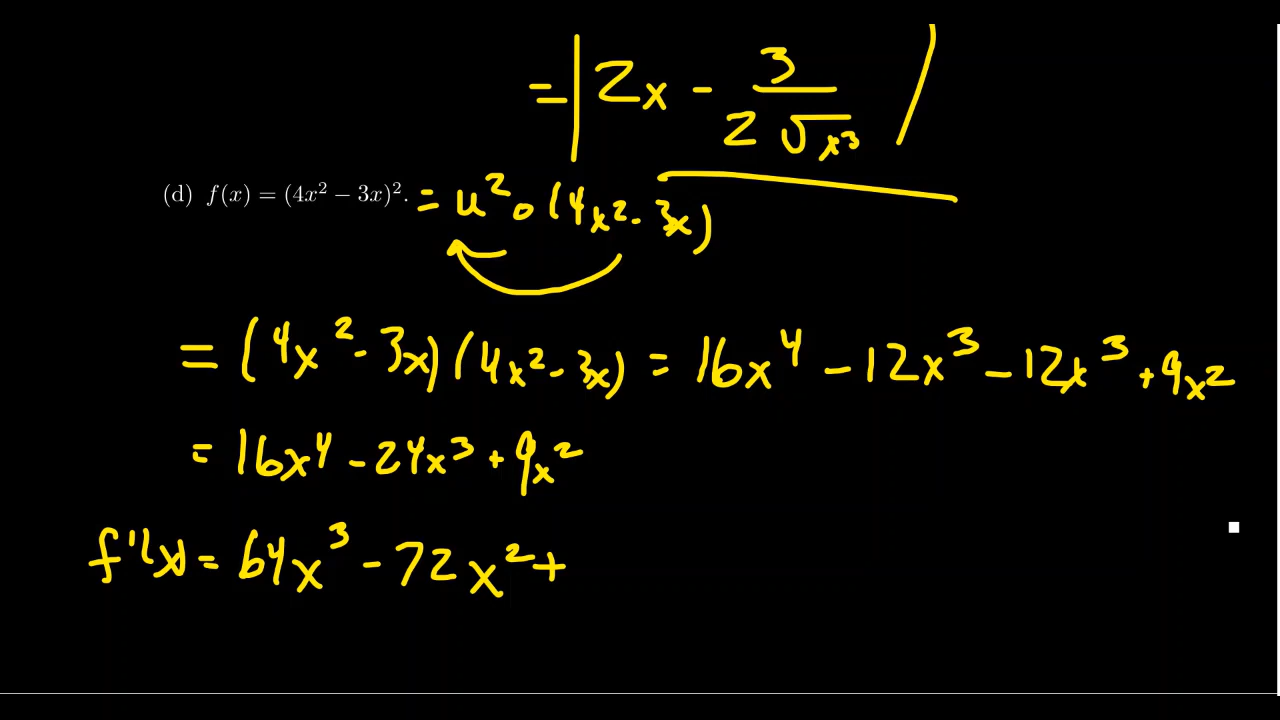 = | 2x - 3 / (2√x³) |
(d) f(x) = (4x² − 3x)². = u² ∘ (4x² - 3x)
= (4x² - 3x)(4x² - 3x) = 16x⁴ - 12x³ - 12x³ + 9x²
= 16x⁴ - 24x³ + 9x²
f'(x) = 64x³ - 72x² +